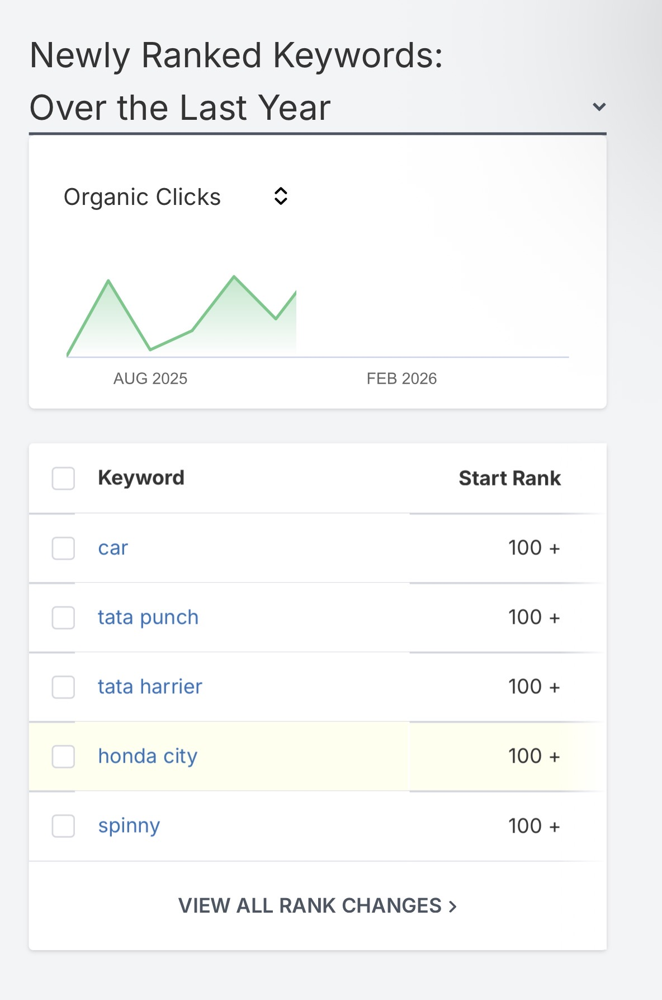 Newly Ranked Keywords:
Over the Last Year
Organic Clicks
AUG 2025 FEB 2026
Keyword Start Rank
car 100 +
tata punch 100 +
tata harrier 100 +
honda city 100 +
spinny 100 +
VIEW ALL RANK CHANGES